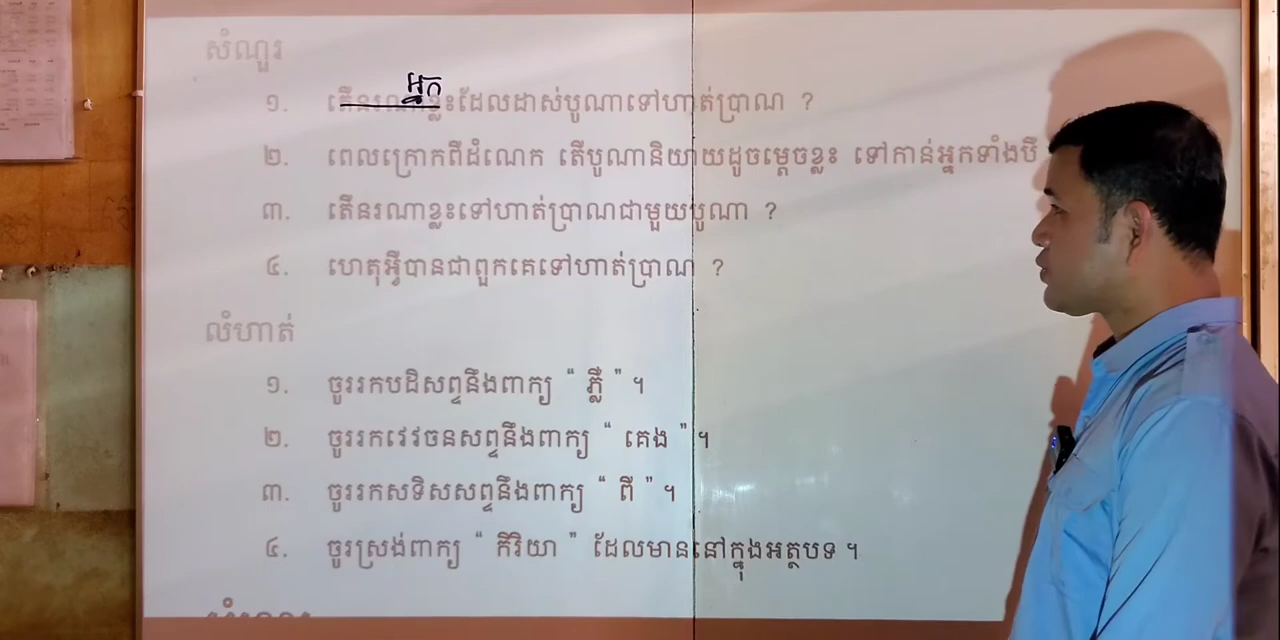 សំណួរ
អ្នក
១. តើនរណាខ្លះដែលដាស់បូណាទៅហាត់ប្រាណ ?
២. ពេលក្រោកពីដំណេក តើបូណានិយាយដូចម្ដេចខ្លះ ទៅកាន់អ្នកទាំងបី
៣. តើនរណាខ្លះទៅហាត់ប្រាណជាមួយបូណា ?
៤. ហេតុអ្វីបានជាពួកគេទៅហាត់ប្រាណ ?
លំហាត់
១. ចូររកបដិសព្ទនឹងពាក្យ “ ភ្លឺ ” ។
២. ចូររកវេវចនសព្ទនឹងពាក្យ “ គេង ” ។
៣. ចូររកសទិសសព្ទនឹងពាក្យ “ ពី ” ។
៤. ចូរស្រង់ពាក្យ “ កិរិយា ” ដែលមាននៅក្នុងអត្ថបទ ។